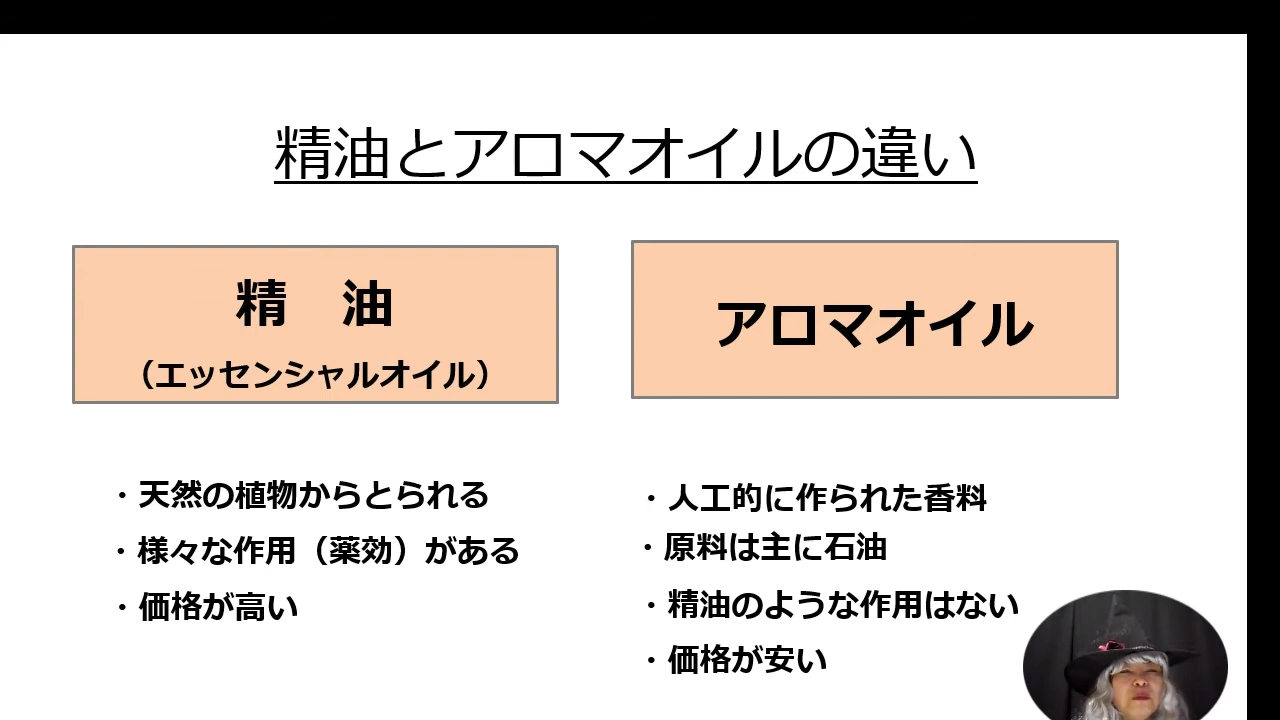 精油とアロマオイルの違い
精　油
（エッセンシャルオイル）
・天然の植物からとられる
・様々な作用（薬効）がある
・価格が高い
アロマオイル
・人工的に作られた香料
・原料は主に石油
・精油のような作用はない
・価格が安い